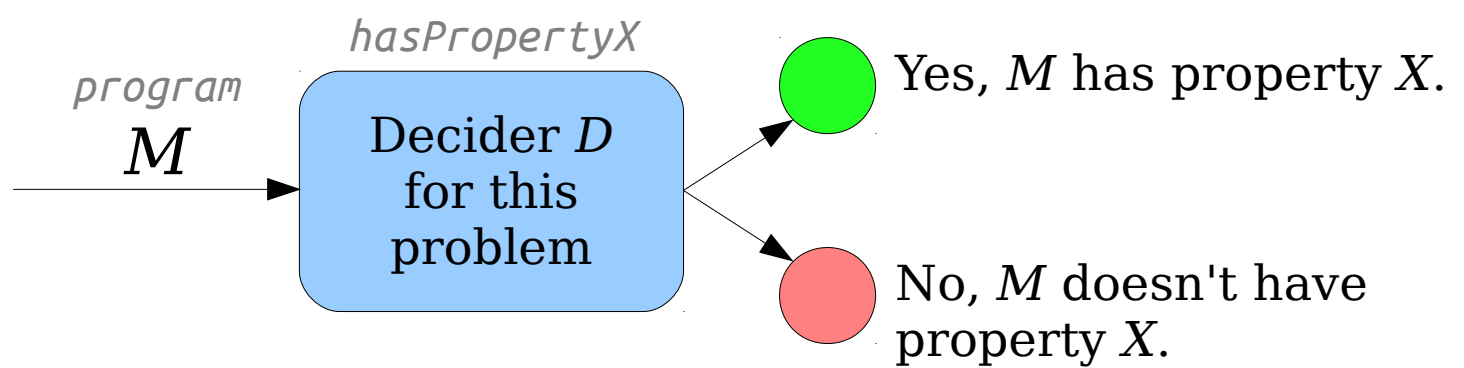 hasPropertyX
program
M
Decider D
for this
problem
Yes, M has property X.
No, M doesn't have
property X.